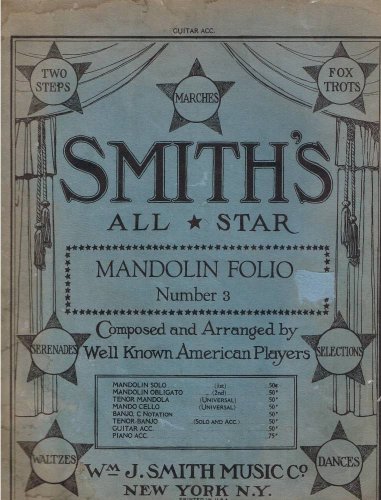 GUITAR ACC.
TWO
STEPS
MARCHES
FOX
TROTS
SMITH'S
ALL ★ STAR
MANDOLIN FOLIO
Number 3
Composed and Arranged by
Well Known American Players
SERENADES
SELECTIONS
MANDOLIN SOLO (1st) 50¢
MANDOLIN OBLIGATO (2nd) 50"
TENOR MANDOLA (UNIVERSAL) 50"
MANDO CELLO (UNIVERSAL) 50"
BANJO, C NOTATION 50"
TENOR-BANJO (SOLO AND ACC.) 50"
GUITAR ACC. 50"
PIANO ACC. 75"
WALTZES
DANCES
WM J. SMITH MUSIC CO
NEW YORK N.Y.
PRINTED IN U.S.A.